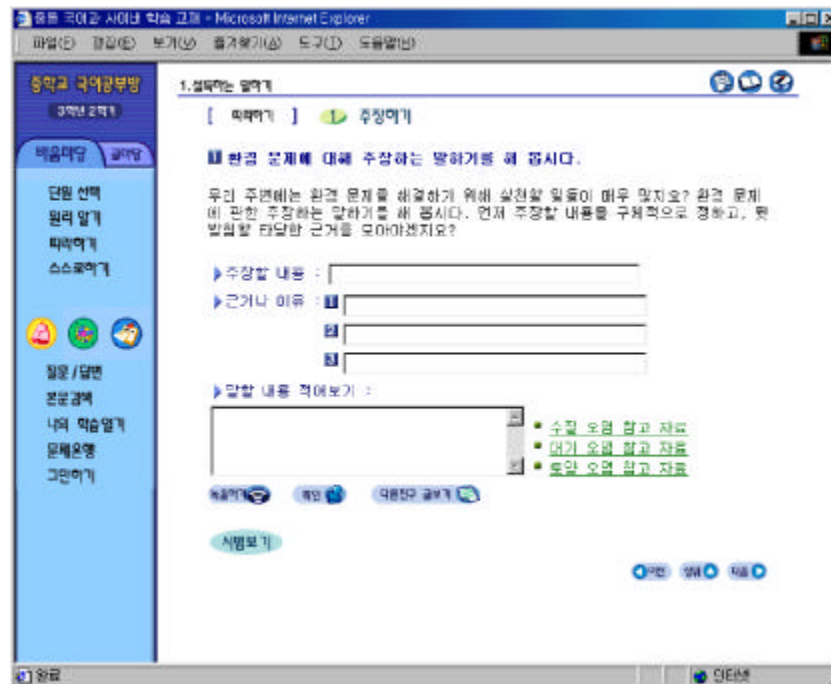 중등 국어과 사이버 학습 교재 - Microsoft Internet Explorer
파일(F) 편집(E) 보기(V) 즐겨찾기(A) 도구(T) 도움말(H)
중학교 국어공부방
3학년 2학기
배움마당 글마당
단원 선택
원리 알기
따라하기
스스로하기
질문/답변
본문검색
나의 학습일기
문제은행
그만하기
1.설득하는 말하기
[ 따라하기 ] 1 주장하기
1 환경 문제에 대해 주장하는 말하기를 해 봅시다.
우리 주변에는 환경 문제를 해결하기 위해 실천할 일들이 매우 많지요? 환경 문제
에 관한 주장하는 말하기를 해 봅시다. 먼저 주장할 내용을 구체적으로 정하고, 뒷
받침할 타당한 근거를 모아야겠지요?
주장할 내용 :
근거나 이유 : 1
2
3
말할 내용 적어보기 :
수질 오염 참고 자료
대기 오염 참고 자료
토양 오염 참고 자료
녹음하기 확인 다른친구 글보기
시범보기
이전 상위 다음
완료 인터넷